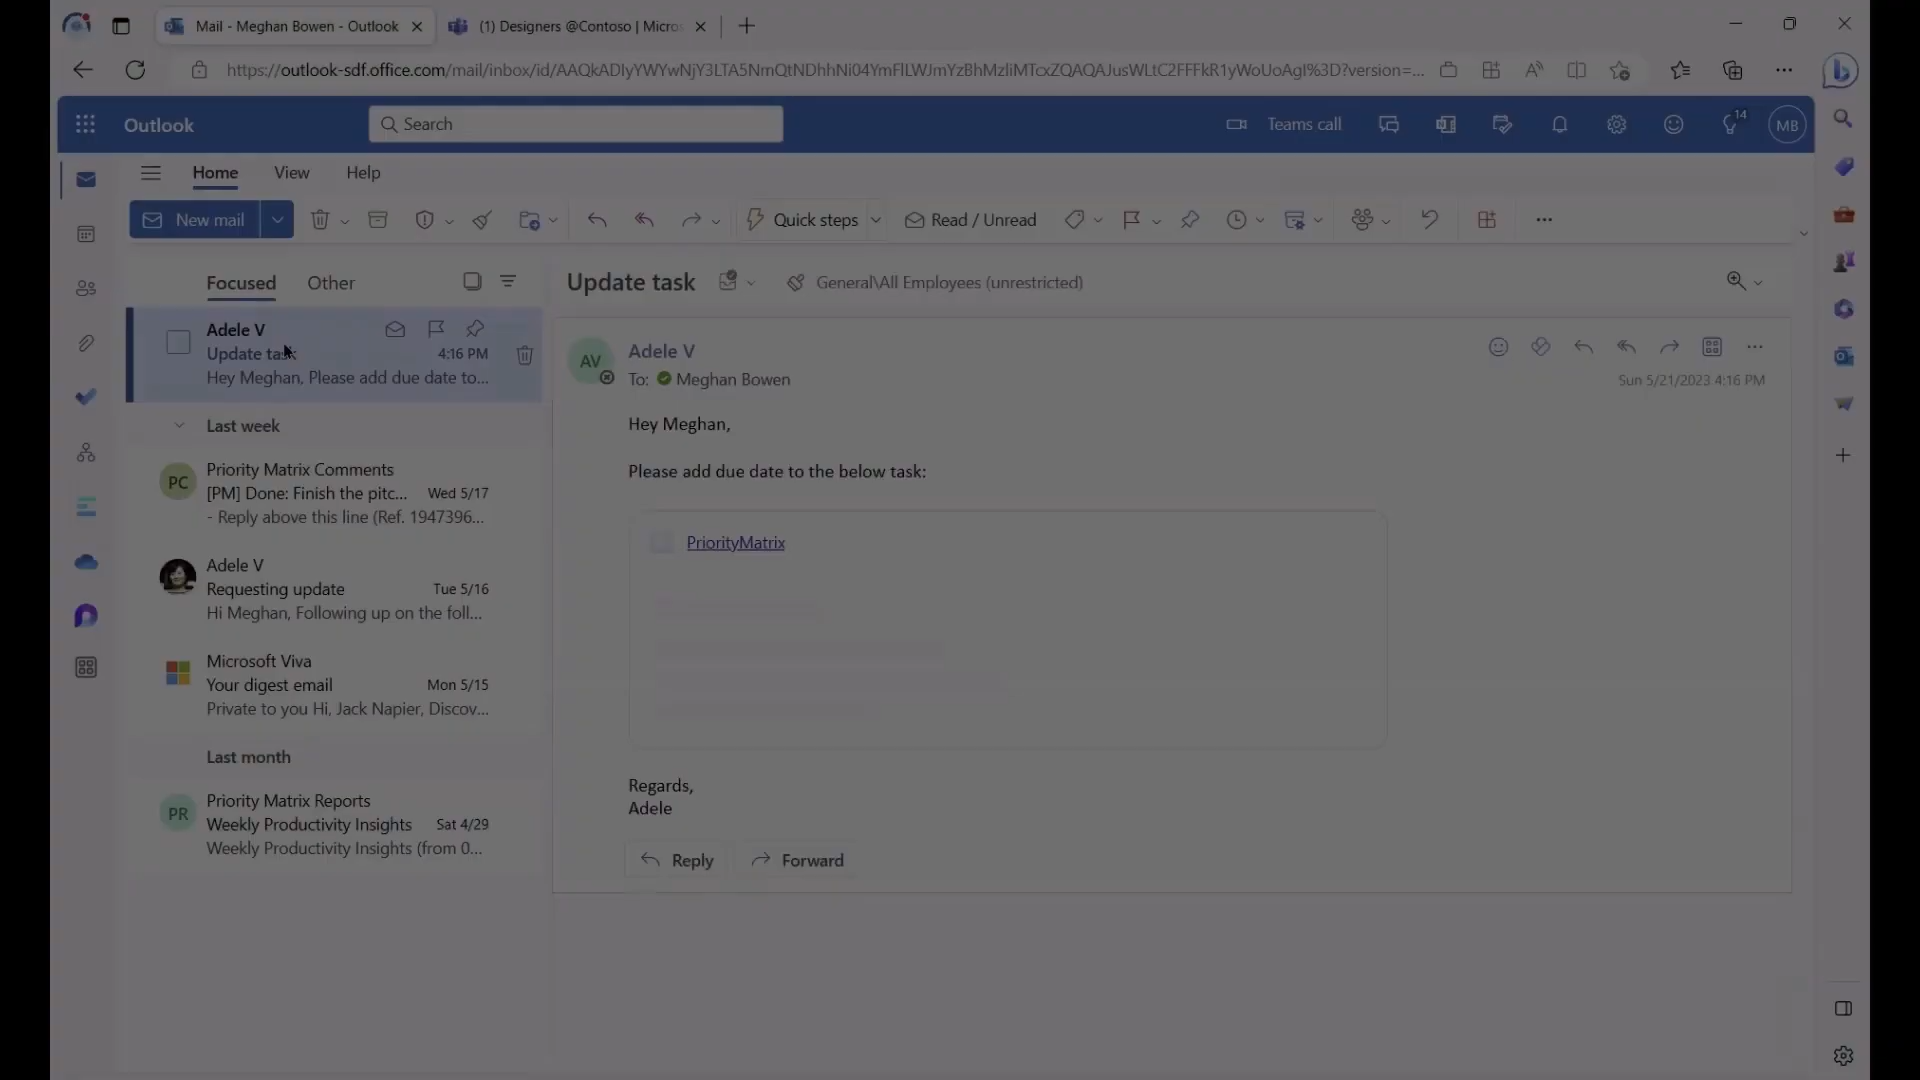 Mail - Meghan Bowen - Outlook
(1) Designers @Contoso | Micros
https://outlook-sdf.office.com/mail/inbox/id/
Outlook
Search
Teams call
14
MB
Home View Help
New mail
Quick steps
Read / Unread
Focused Other
Adele V
Update task
4:16 PM
Hey Meghan, Please add due date to...
Last week
PC
Priority Matrix Comments
[PM] Done: Finish the pitc... Wed 5/17
- Reply above this line (Ref. 1947396...
Adele V
Requesting update Tue 5/16
Hi Meghan, Following up on the foll...
Microsoft Viva
Your digest email Mon 5/15
Private to you Hi, Jack Napier, Discov...
Last month
PR
Priority Matrix Reports
Weekly Productivity Insights Sat 4/29
Weekly Productivity Insights (from 0...
Update task
General\All Employees (unrestricted)
AV
Adele V
To: Meghan Bowen
Sun 5/21/2023 4:16 PM
Hey Meghan,
Please add due date to the below task:
PriorityMatrix
Regards,
Adele
Reply
Forward